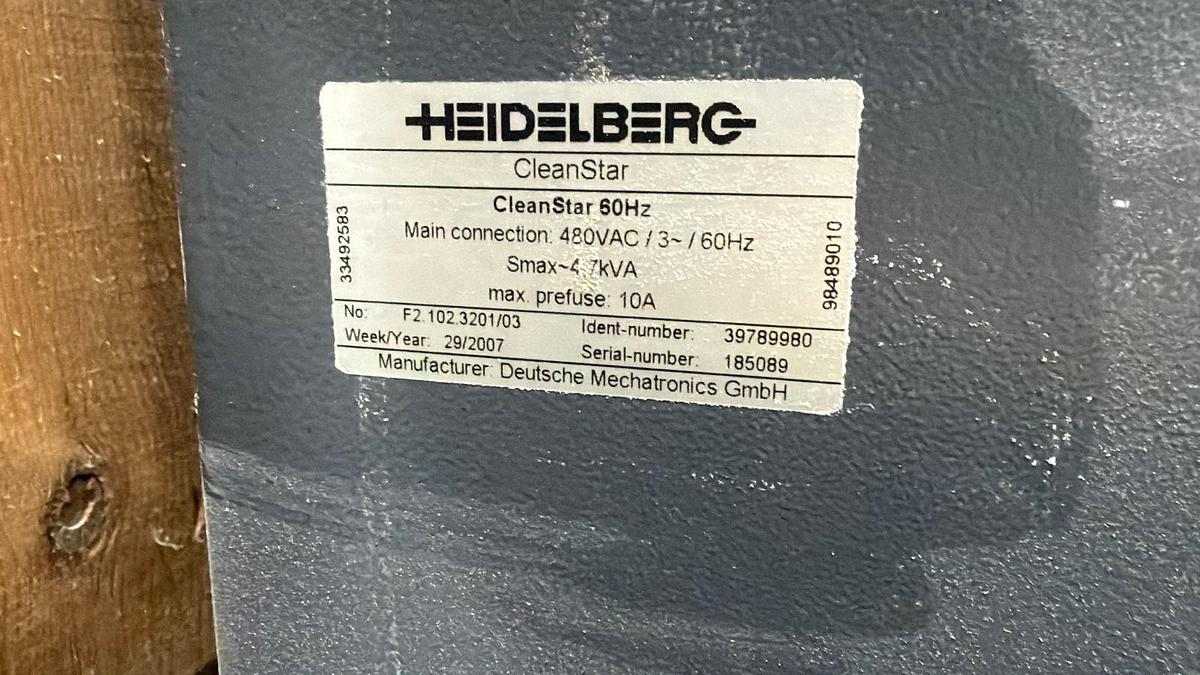 HEIDELBERG
CleanStar
CleanStar 60Hz
Main connection: 480VAC / 3~ / 60Hz
Smax~4.7kVA
max. prefuse: 10A
33492583
98489010
No: F2.102.3201/03 Ident-number: 39789980
Week/Year: 29/2007 Serial-number: 185089
Manufacturer: Deutsche Mechatronics GmbH